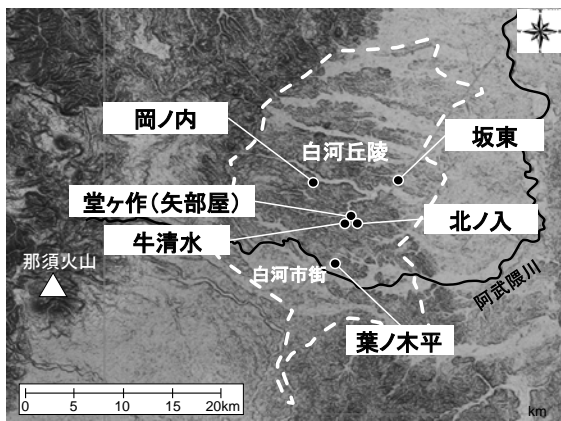 岡ノ内
白河丘陵
坂東
堂ヶ作(矢部屋)
北ノ入
牛清水
那須火山
白河市街
阿武隈川
葉ノ木平
0 5 10 15 20km
km